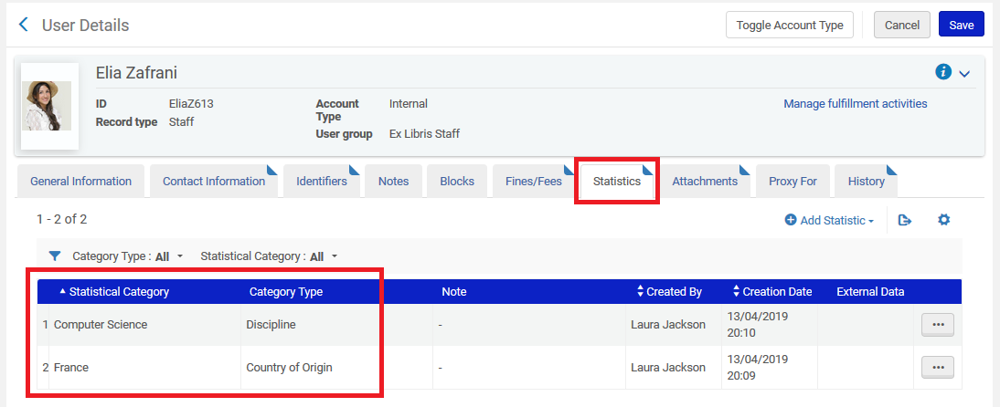 User Details
Toggle Account Type
Cancel
Save
Elia Zafrani
ID EliaZ613
Account Type Internal
Record type Staff
User group Ex Libris Staff
Manage fulfillment activities
General Information Contact Information Identifiers Notes Blocks Fines/Fees Statistics Attachments Proxy For History
1 - 2 of 2
Add Statistic
Category Type : All Statistical Category : All
Statistical Category Category Type Note Created By Creation Date External Data
1 Computer Science Discipline - Laura Jackson 13/04/2019 20:10
2 France Country of Origin - Laura Jackson 13/04/2019 20:09